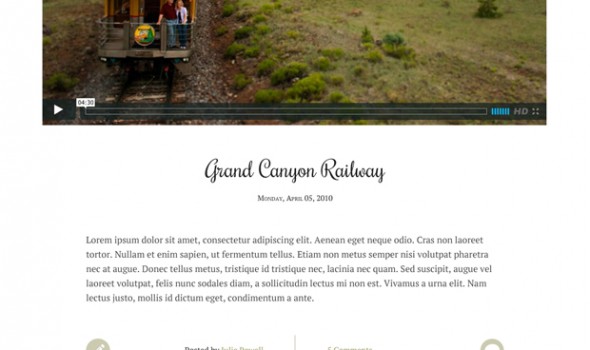 04:30
HD
Grand Canyon Railway
Monday, April 05, 2010
Lorem ipsum dolor sit amet, consectetur adipiscing elit. Aenean eget neque odio. Cras non laoreet
tortor. Nullam et enim sapien, ut fermentum tellus. Etiam non metus semper nisi volutpat pharetra
nec at augue. Donec tellus metus, tristique id tristique nec, lacinia nec quam. Sed suscipit, augue vel
laoreet volutpat, felis nunc sodales diam, a sollicitudin lectus mi non est. Vivamus a urna elit. Nam
lectus justo, mollis id dictum eget, condimentum a ante.
Posted by Julio Powell
5 Comments